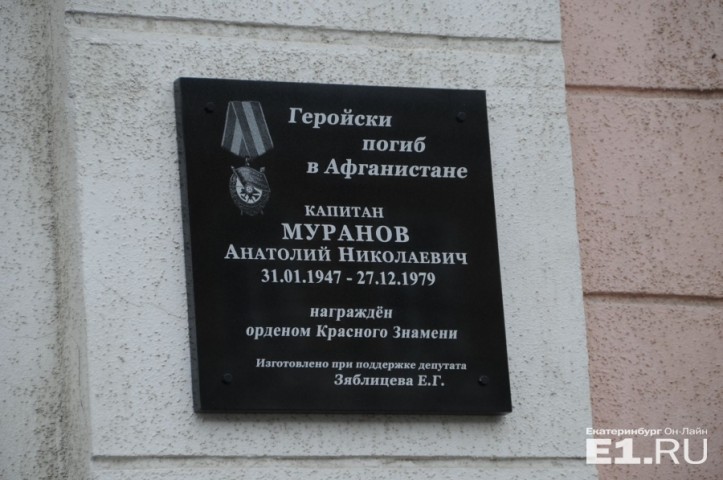 Геройски
погиб
в Афганистане
КАПИТАН
МУРАНОВ
АНАТОЛИЙ НИКОЛАЕВИЧ
31.01.1947 - 27.12.1979
награждён
орденом Красного Знамени
Изготовлено при поддержке депутата
Зяблицева Е.Г.
Екатеринбург Он-Лайн
E1.RU